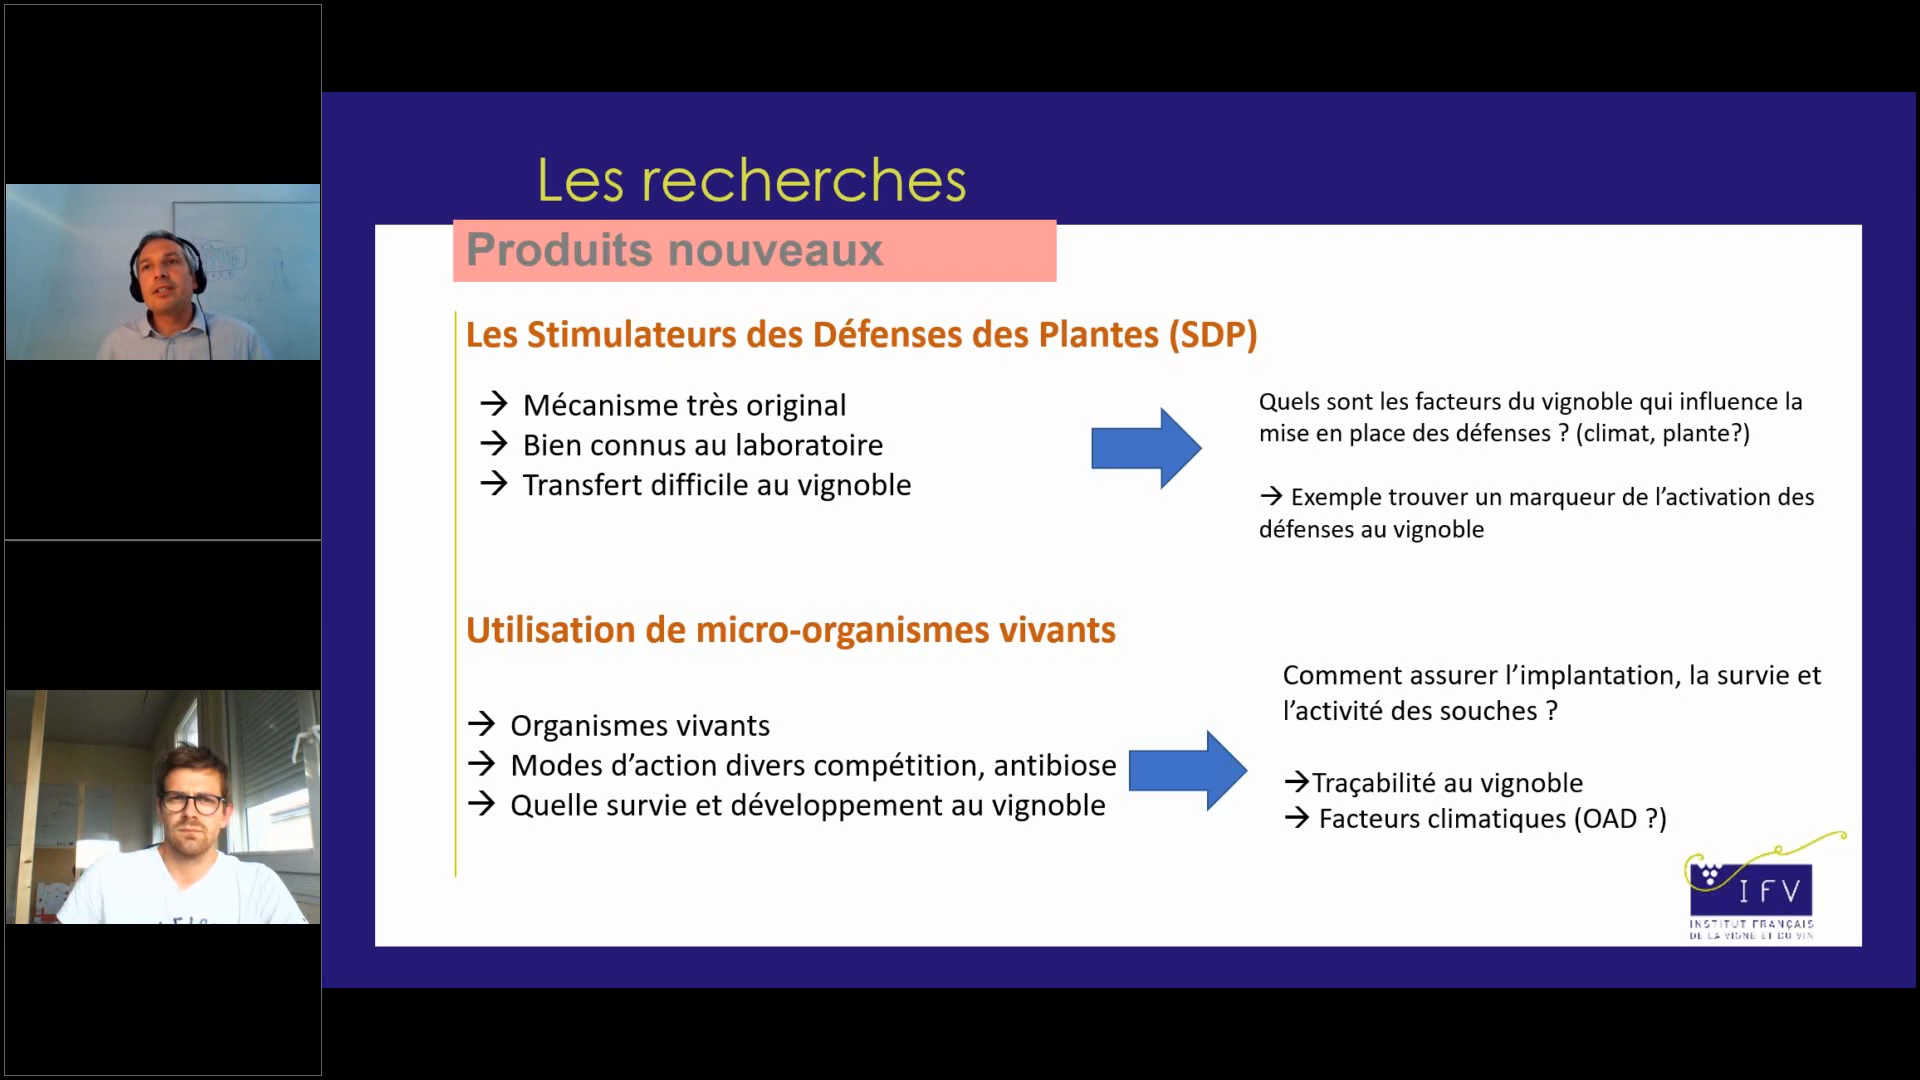 Les recherches
Produits nouveaux
Les Stimulateurs des Défenses des Plantes (SDP)
→ Mécanisme très original
→ Bien connus au laboratoire
→ Transfert difficile au vignoble
Quels sont les facteurs du vignoble qui influence la
mise en place des défenses ? (climat, plante?)
→ Exemple trouver un marqueur de l’activation des
défenses au vignoble
Utilisation de micro-organismes vivants
→ Organismes vivants
→ Modes d’action divers compétition, antibiose
→ Quelle survie et développement au vignoble
Comment assurer l’implantation, la survie et
l’activité des souches ?
→Traçabilité au vignoble
→ Facteurs climatiques (OAD ?)
IFV
INSTITUT FRANÇAIS
DE LA VIGNE ET DU VIN